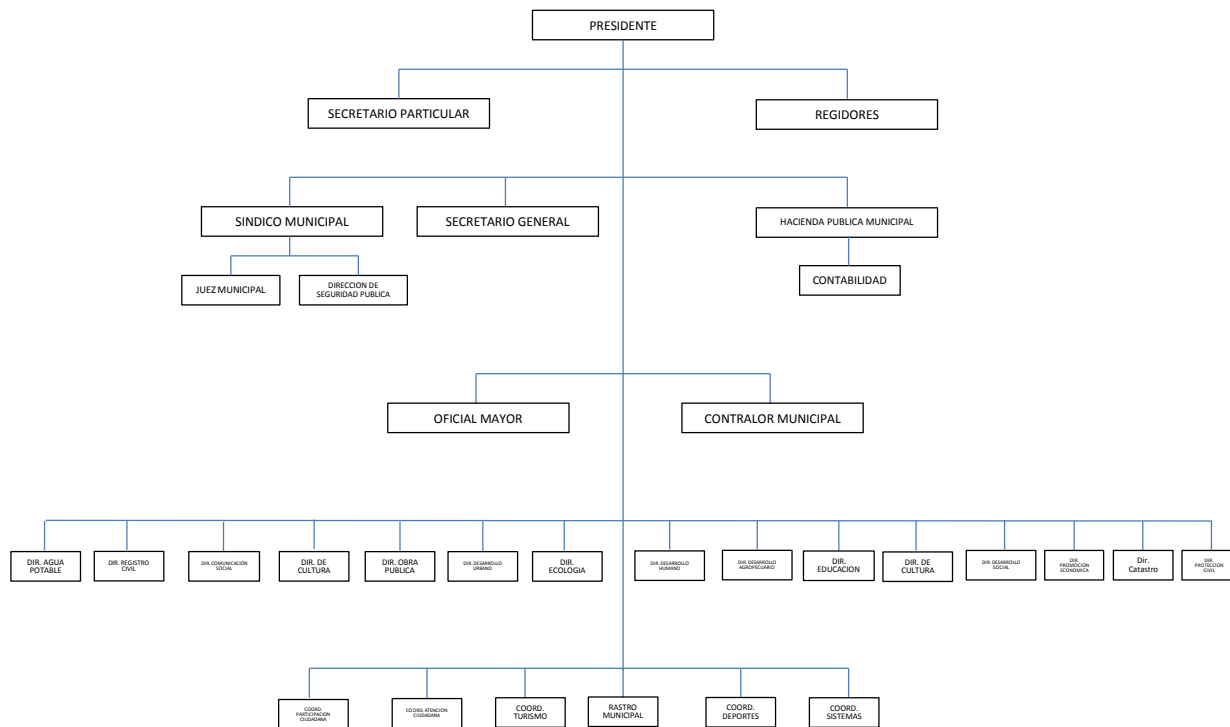 PRESIDENTE
SECRETARIO PARTICULAR
REGIDORES
SINDICO MUNICIPAL
SECRETARIO GENERAL
HACIENDA PUBLICA MUNICIPAL
JUEZ MUNICIPAL
DIRECCION DE
SEGURIDAD PUBLICA
CONTABILIDAD
OFICIAL MAYOR
CONTRALOR MUNICIPAL
DIR. AGUA
POTABLE
DIR. REGISTRO
CIVIL
DIR. COMUNICACIÓN
SOCIAL
DIR. DE
CULTURA
DIR. OBRA
PUBLICA
DIR. DESARROLLO
URBANO
DIR.
ECOLOGIA
DIR. DESARROLLO
HUMANO
DIR. DESARROLLO
AGROPECUARIO
DIR.
EDUCACION
DIR. DE
CULTURA
DIR. DESARROLLO
SOCIAL
DIR.
PROMOCION
ECONOMICA
Dir.
Catastro
DIR.
PROTECCION
CIVIL
COORD.
PARTICIPACION
CIUDADANA
COORD. ATENCION
CIUDADANA
COORD.
TURISMO
RASTRO
MUNICIPAL
COORD.
DEPORTES
COORD.
SISTEMAS